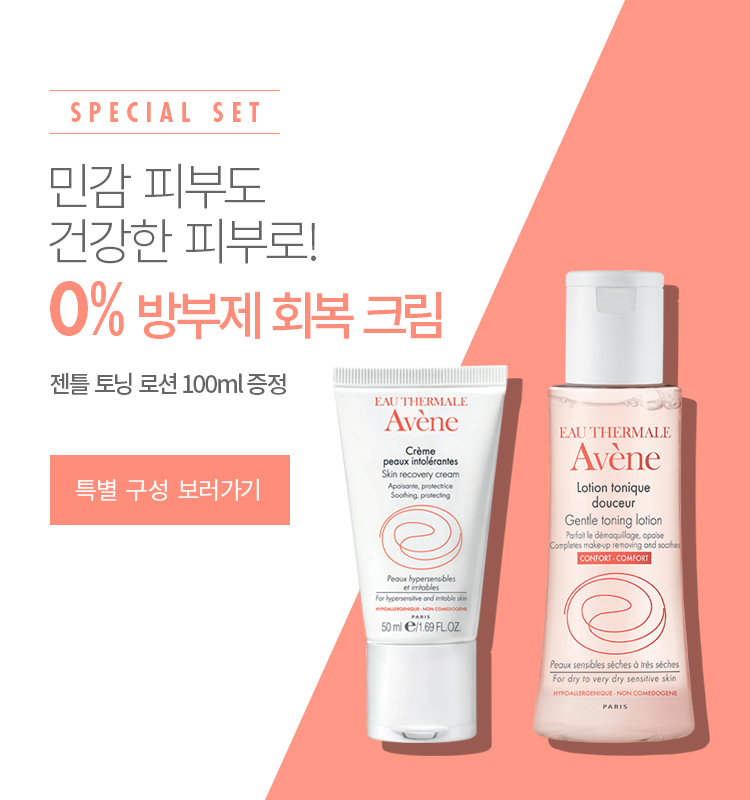 SPECIAL SET
민감 피부도
건강한 피부로!
0% 방부제 회복 크림
젠틀 토닝 로션 100ml 증정
특별 구성 보러가기
EAU THERMALE
Avène
Crème
peaux intolérantes
Skin recovery cream
Apaisante, protectrice
Soothing, protecting
Peaux hypersensibles
et irritables
For hypersensitive and irritable skin
HYPOALLERGENIQUE - NON COMEDOGENE
PARIS
50 ml e/1.69 FL.OZ.
EAU THERMALE
Avène
Lotion tonique
douceur
Gentle toning lotion
Parfait le démaquillage, apaise
Completes make-up removing and soothes
CONFORT - COMFORT
Peaux sensibles sèches à très sèches
For dry to very dry sensitive skin
HYPOALLERGENIQUE - NON COMEDOGENE
PARIS